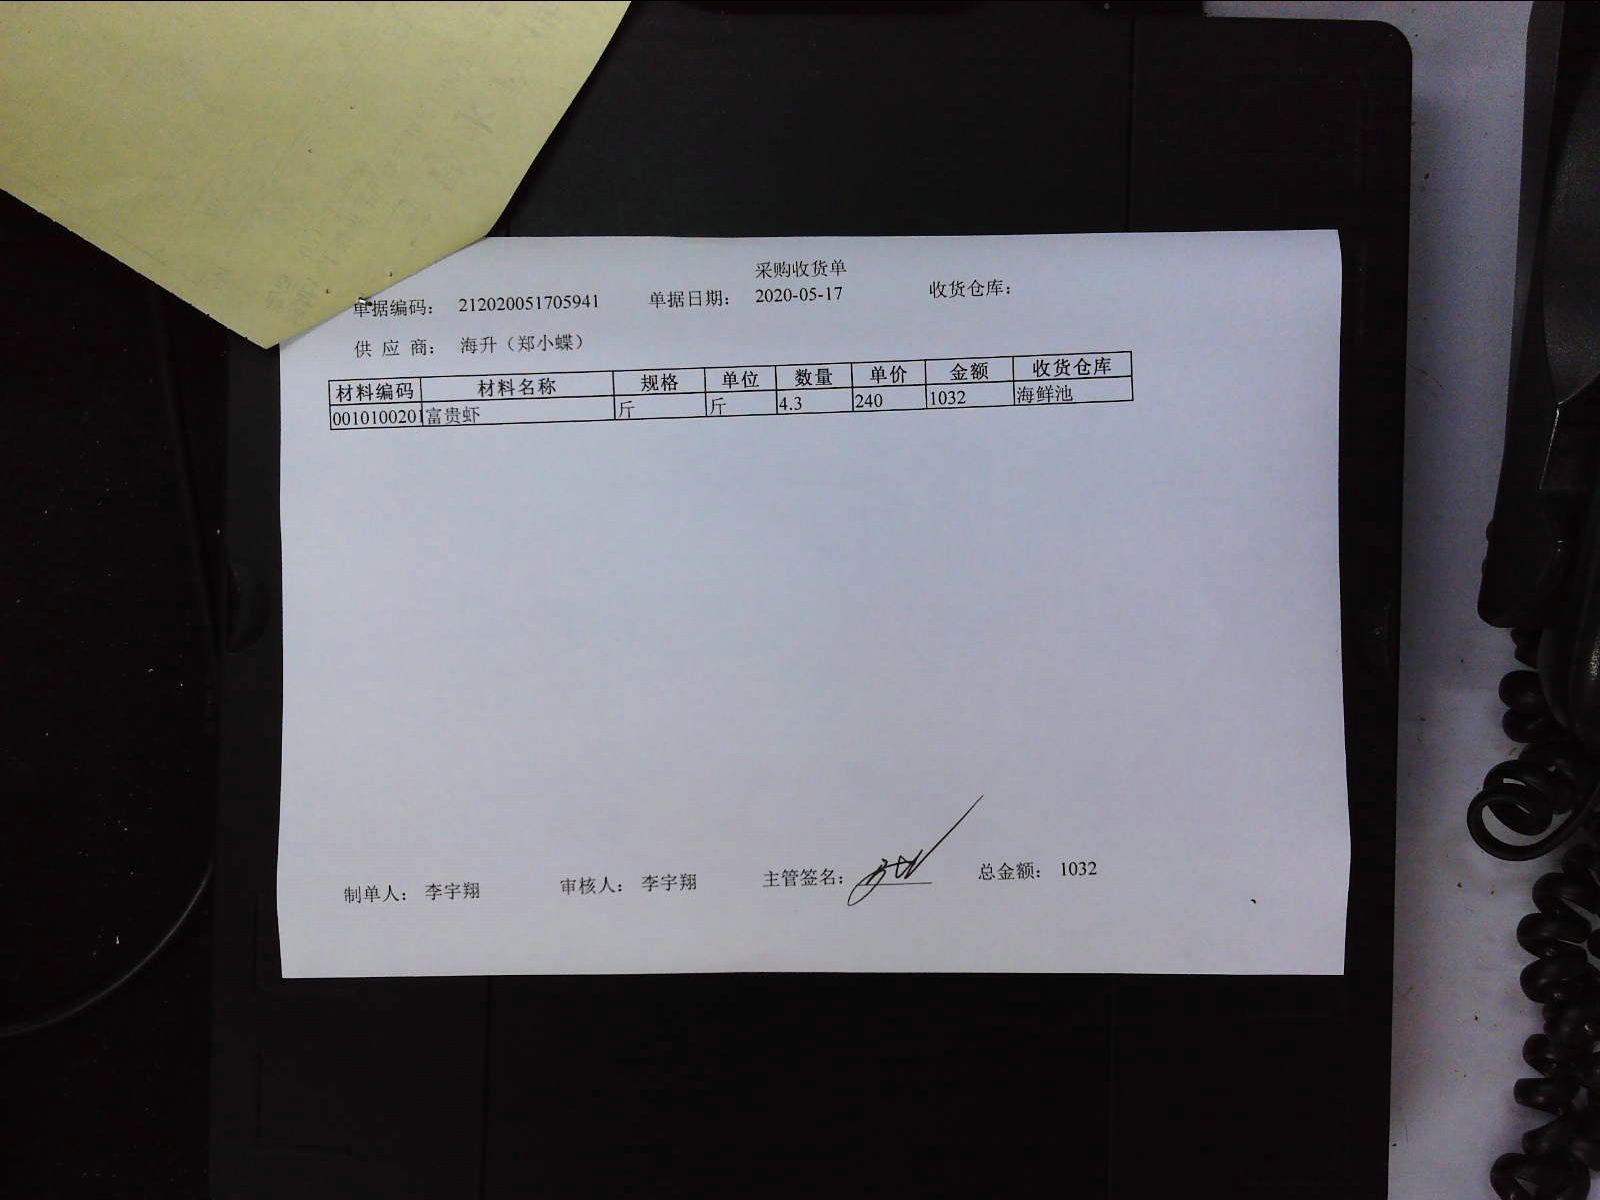 采购收货单
单据编码： 212020051705941 单据日期： 2020-05-17 收货仓库：
供 应 商： 海升（郑小蝶）
材料编码 材料名称 规格 单位 数量 单价 金额 收货仓库
0010100201 富贵虾 斤 斤 4.3 240 1032 海鲜池
制单人： 李宇翔 审核人： 李宇翔 主管签名： 总金额： 1032